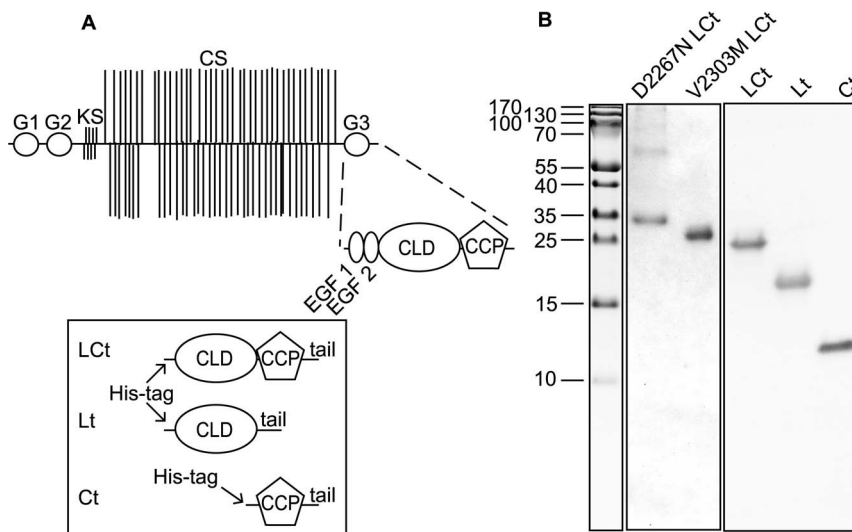 A
CS
KS
G1 G2
G3
CLD
CCP
EGF 1
EGF 2
LCt
CLD
CCP
tail
His-tag
Lt
CLD
tail
His-tag
Ct
CCP
tail
B
D2267N LCt
V2303M LCt
LCt
Lt
Ct
170
130
100
70
55
40
35
25
15
10